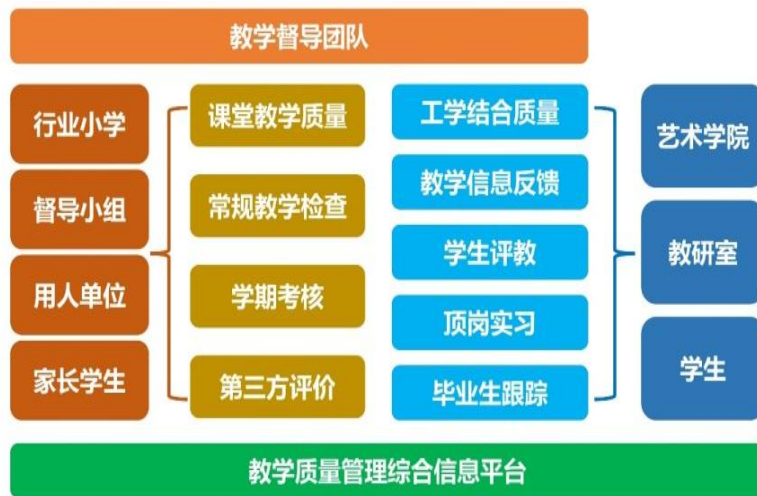 教学督导团队
行业小学
督导小组
用人单位
家长学生
课堂教学质量
常规教学检查
学期考核
第三方评价
工学结合质量
教学信息反馈
学生评教
顶岗实习
毕业生跟踪
艺术学院
教研室
学生
教学质量管理综合信息平台